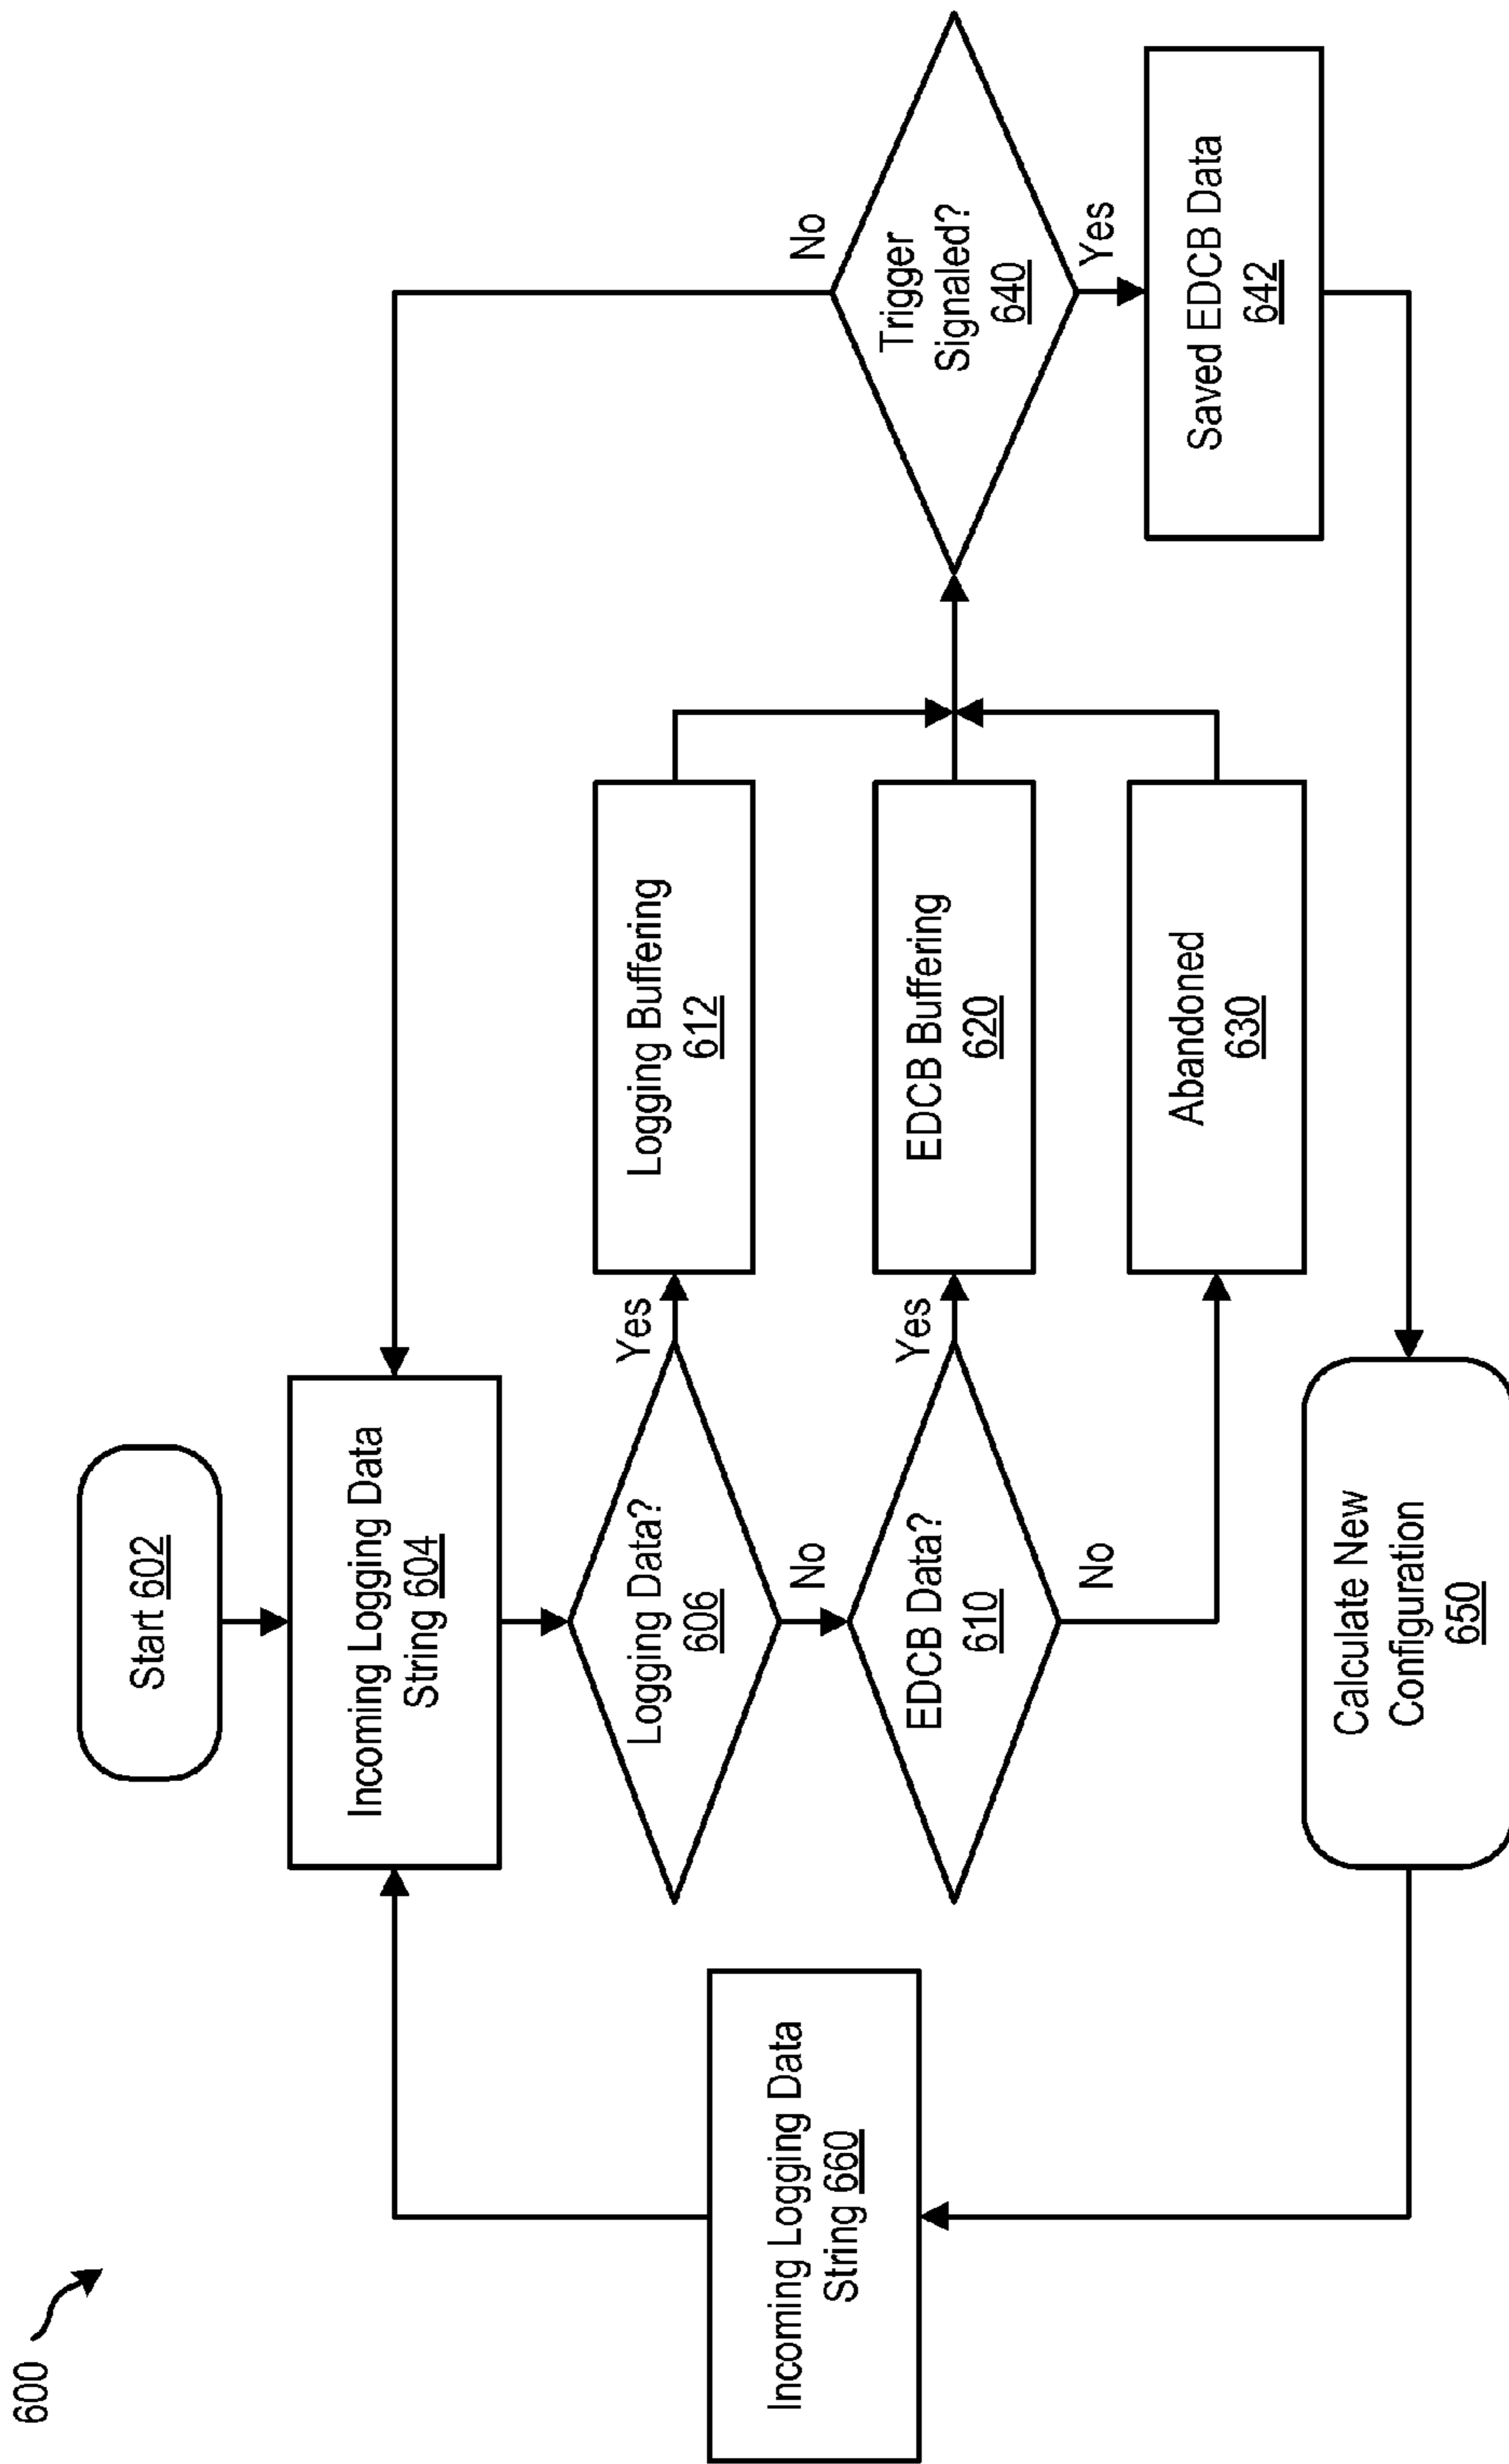 600
Start 602
Incoming Logging Data
String 604
Logging Data?
606
Yes
Logging Buffering
612
No
EDCB Data?
610
Yes
EDCB Buffering
620
No
Abandoned
630
Trigger
Signaled?
640
No
Yes
Saved EDCB Data
642
Calculate New
Configuration
650
Incoming Logging Data
String 660